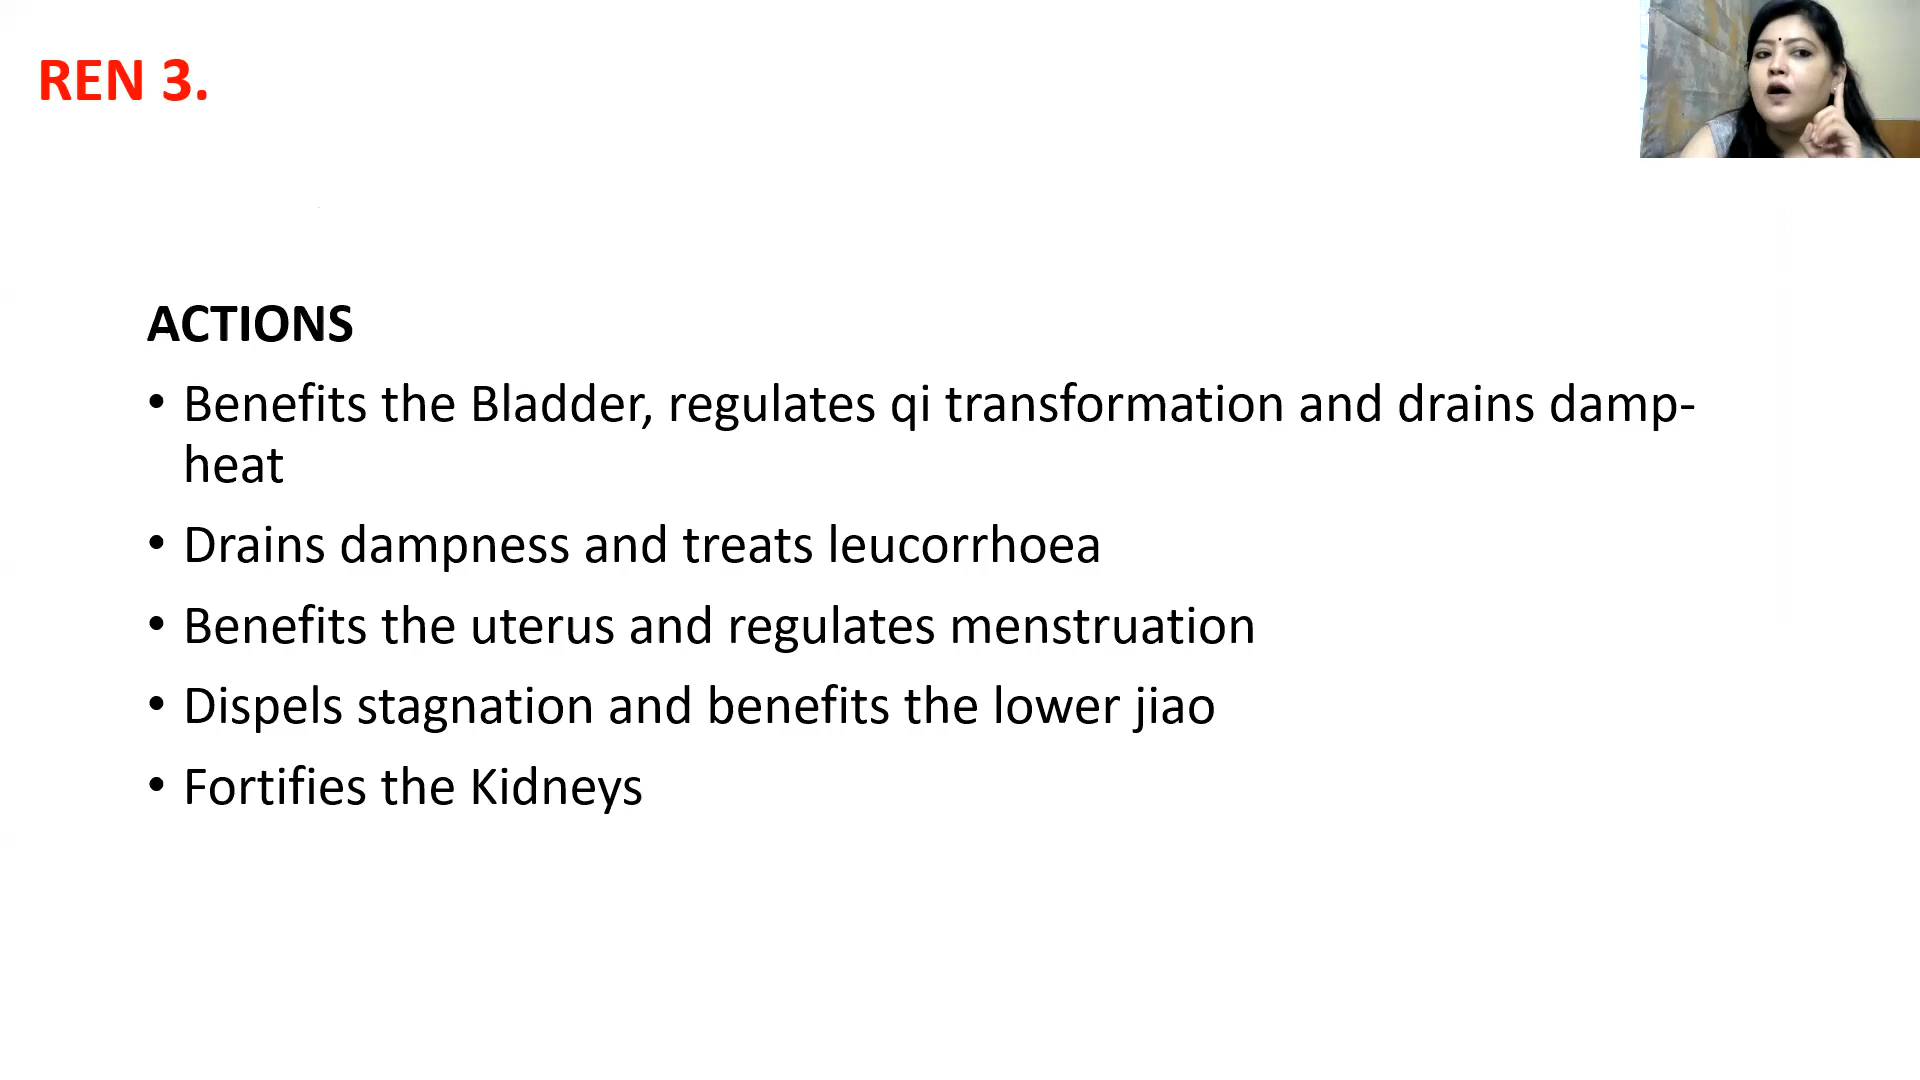 REN 3.
ACTIONS
• Benefits the Bladder, regulates qi transformation and drains damp-
heat
• Drains dampness and treats leucorrhoea
• Benefits the uterus and regulates menstruation
• Dispels stagnation and benefits the lower jiao
• Fortifies the Kidneys